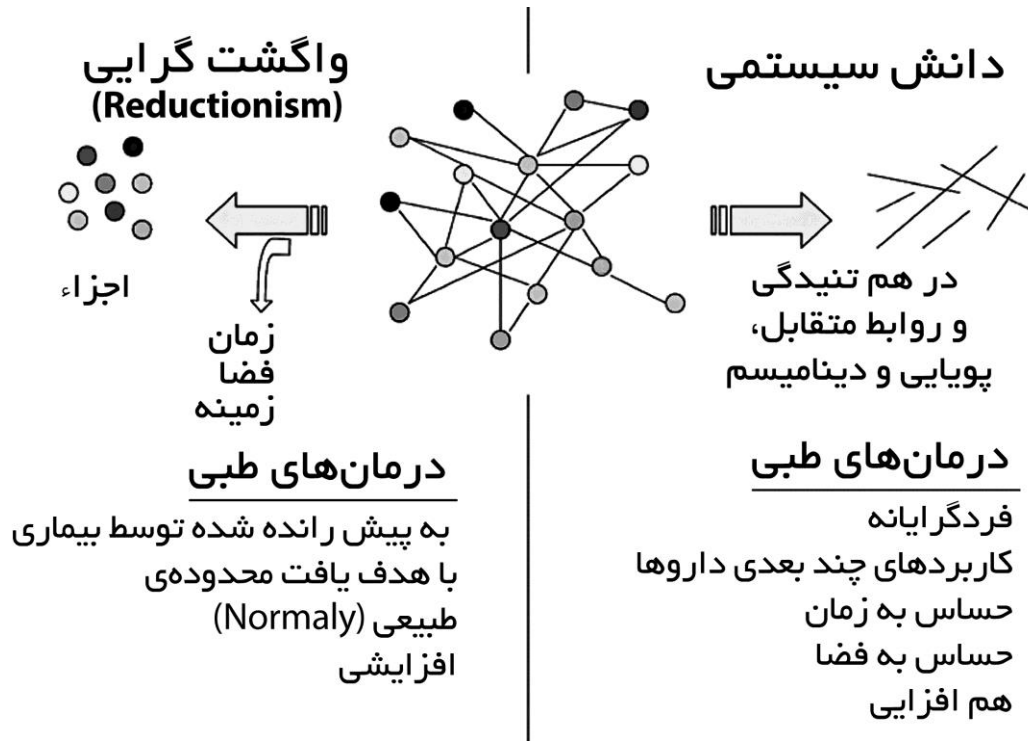 دانش سیستمی
در هم تنیدگی
و روابط متقابل،
پویایی و دینامیسم
درمان‌های طبی
فردگرایانه
کاربردهای چند بعدی داروها
حساس به زمان
حساس به فضا
هم افزایی
واگشت گرایی
(Reductionism)
اجزاء
زمان
فضا
زمینه
درمان‌های طبی
به پیش رانده شده توسط بیماری
با هدف یافت محدوده‌ی
طبیعی (Normaly)
افزایشی